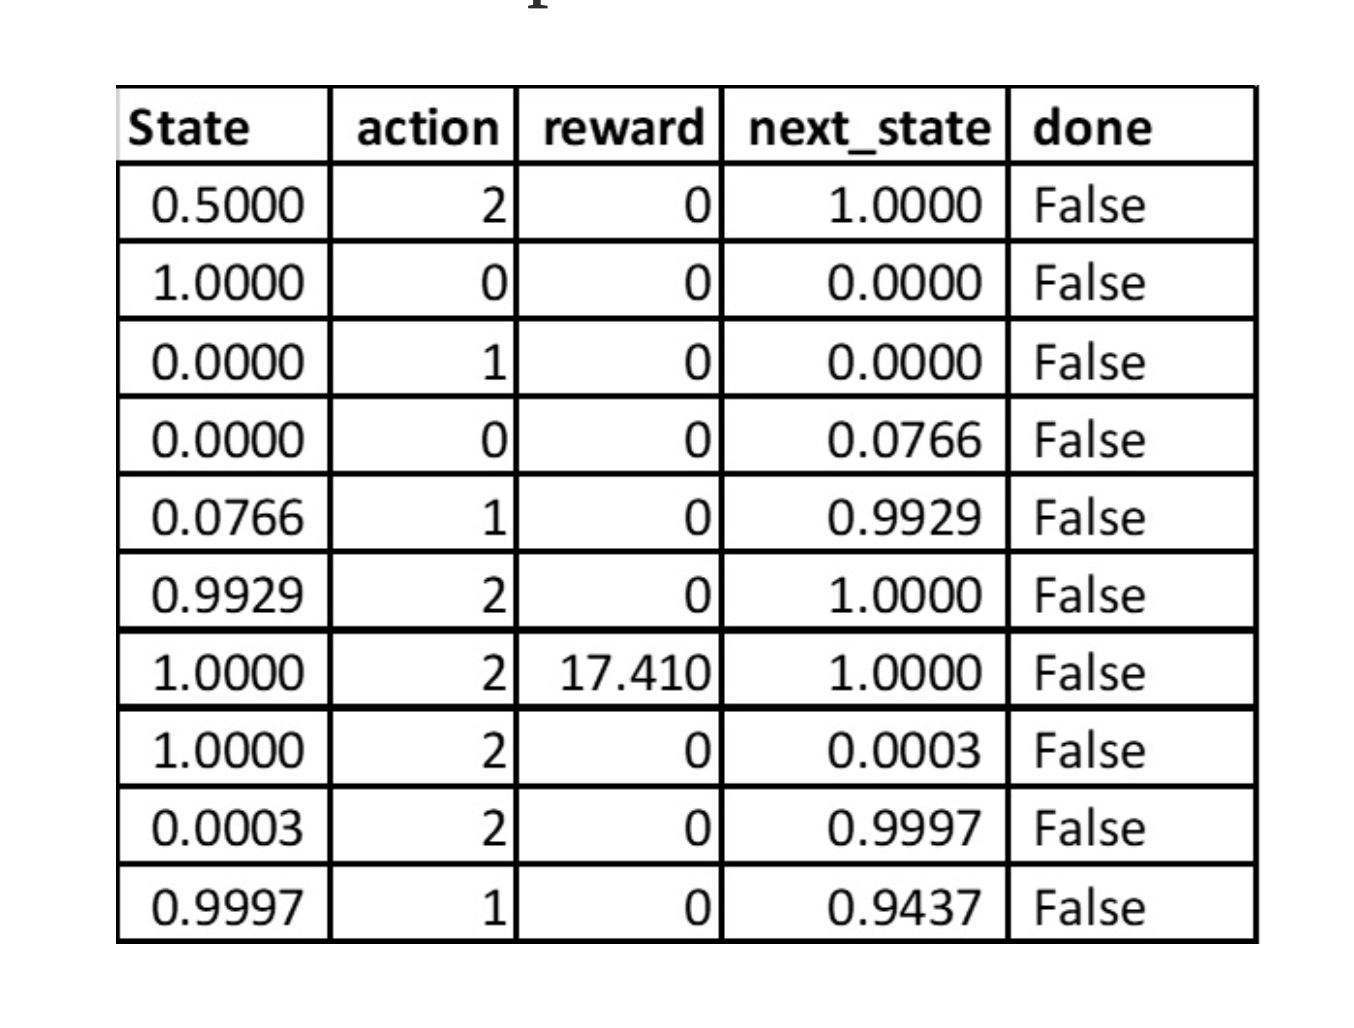 State action reward next_state done
0.5000 2 0 1.0000 False
1.0000 0 0 0.0000 False
0.0000 1 0 0.0000 False
0.0000 0 0 0.0766 False
0.0766 1 0 0.9929 False
0.9929 2 0 1.0000 False
1.0000 2 17.410 1.0000 False
1.0000 2 0 0.0003 False
0.0003 2 0 0.9997 False
0.9997 1 0 0.9437 False